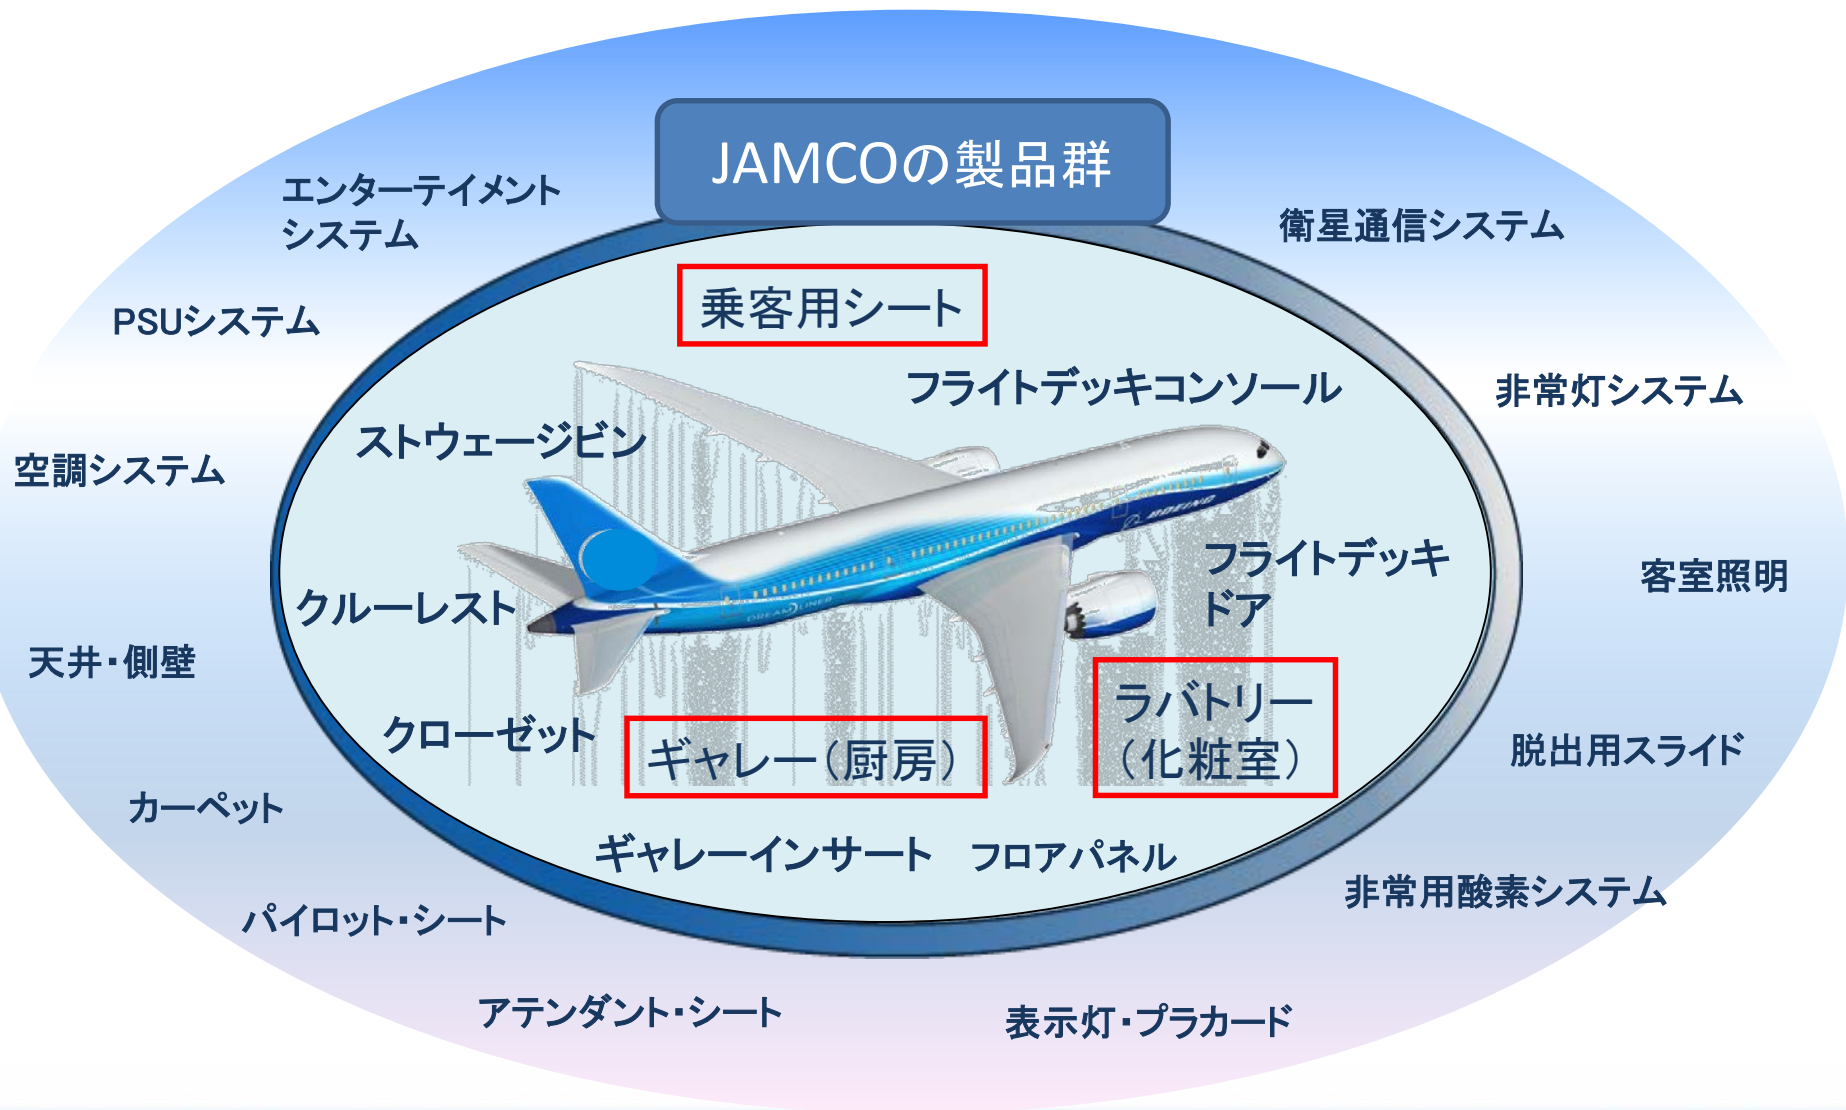 JAMCOの製品群
エンターテイメント
システム
衛星通信システム
PSUシステム
乗客用シート
フライトデッキコンソール
非常灯システム
ストウェージビン
空調システム
BOEING
フライトデッキ
ドア
客室照明
クルーレスト
DREAMLINER
天井・側壁
ラバトリー
(化粧室)
クローゼット
ギャレー(厨房)
脱出用スライド
カーペット
ギャレーインサート
フロアパネル
非常用酸素システム
パイロット・シート
アテンダント・シート
表示灯・プラカード